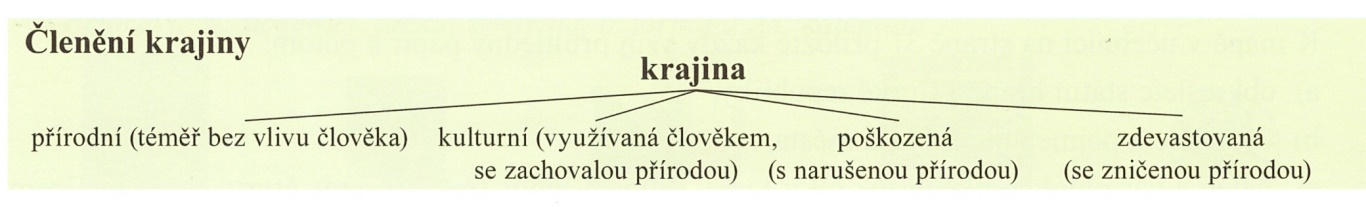 Členění krajiny
krajina
přírodní (téměř bez vlivu člověka)
kulturní (využívaná člověkem,
se zachovalou přírodou)
poškozená
(s narušenou přírodou)
zdevastovaná
(se zničenou přírodou)